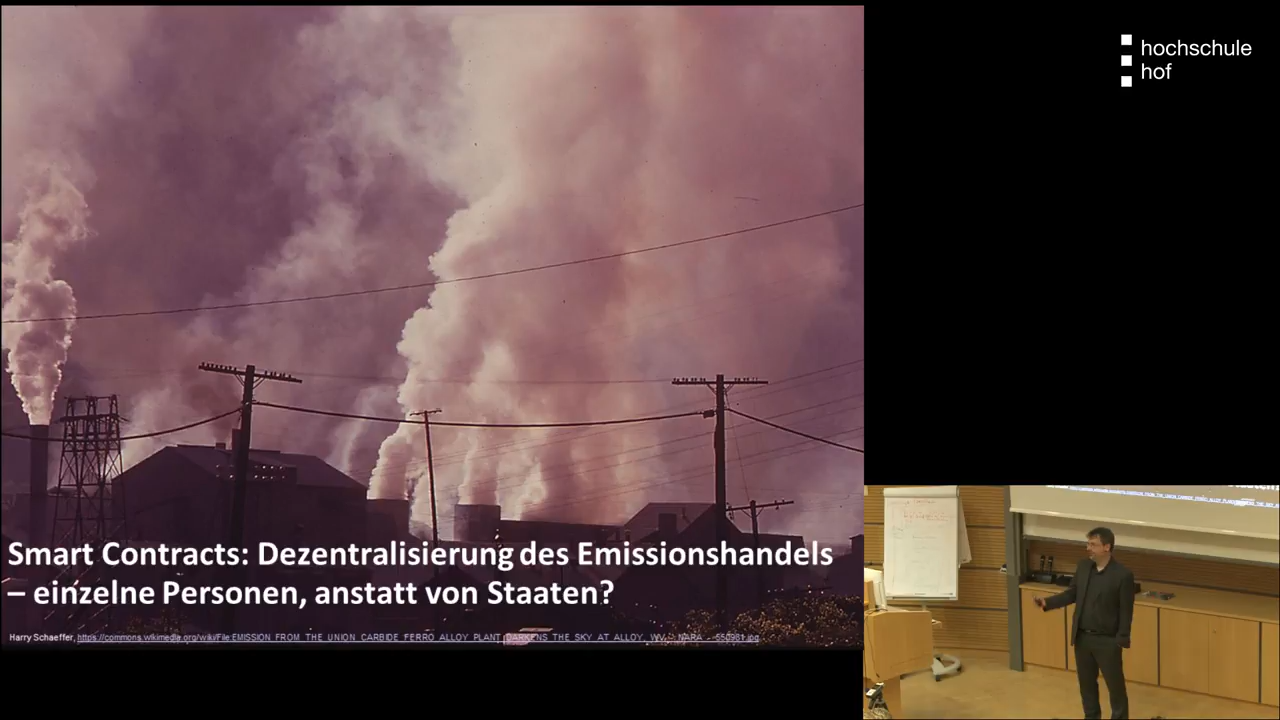 hochschule
hof
Smart Contracts: Dezentralisierung des Emissionshandels
– einzelne Personen, anstatt von Staaten?
Harry Schaeffer, https://commons.wikimedia.org/wiki/File:EMISSION_FROM_THE_UNION_CARBIDE_FERRO_ALLOY_PLANT_DARKENS_THE_SKY_AT_ALLOY,_WV_-_NARA_-_550981.jpg